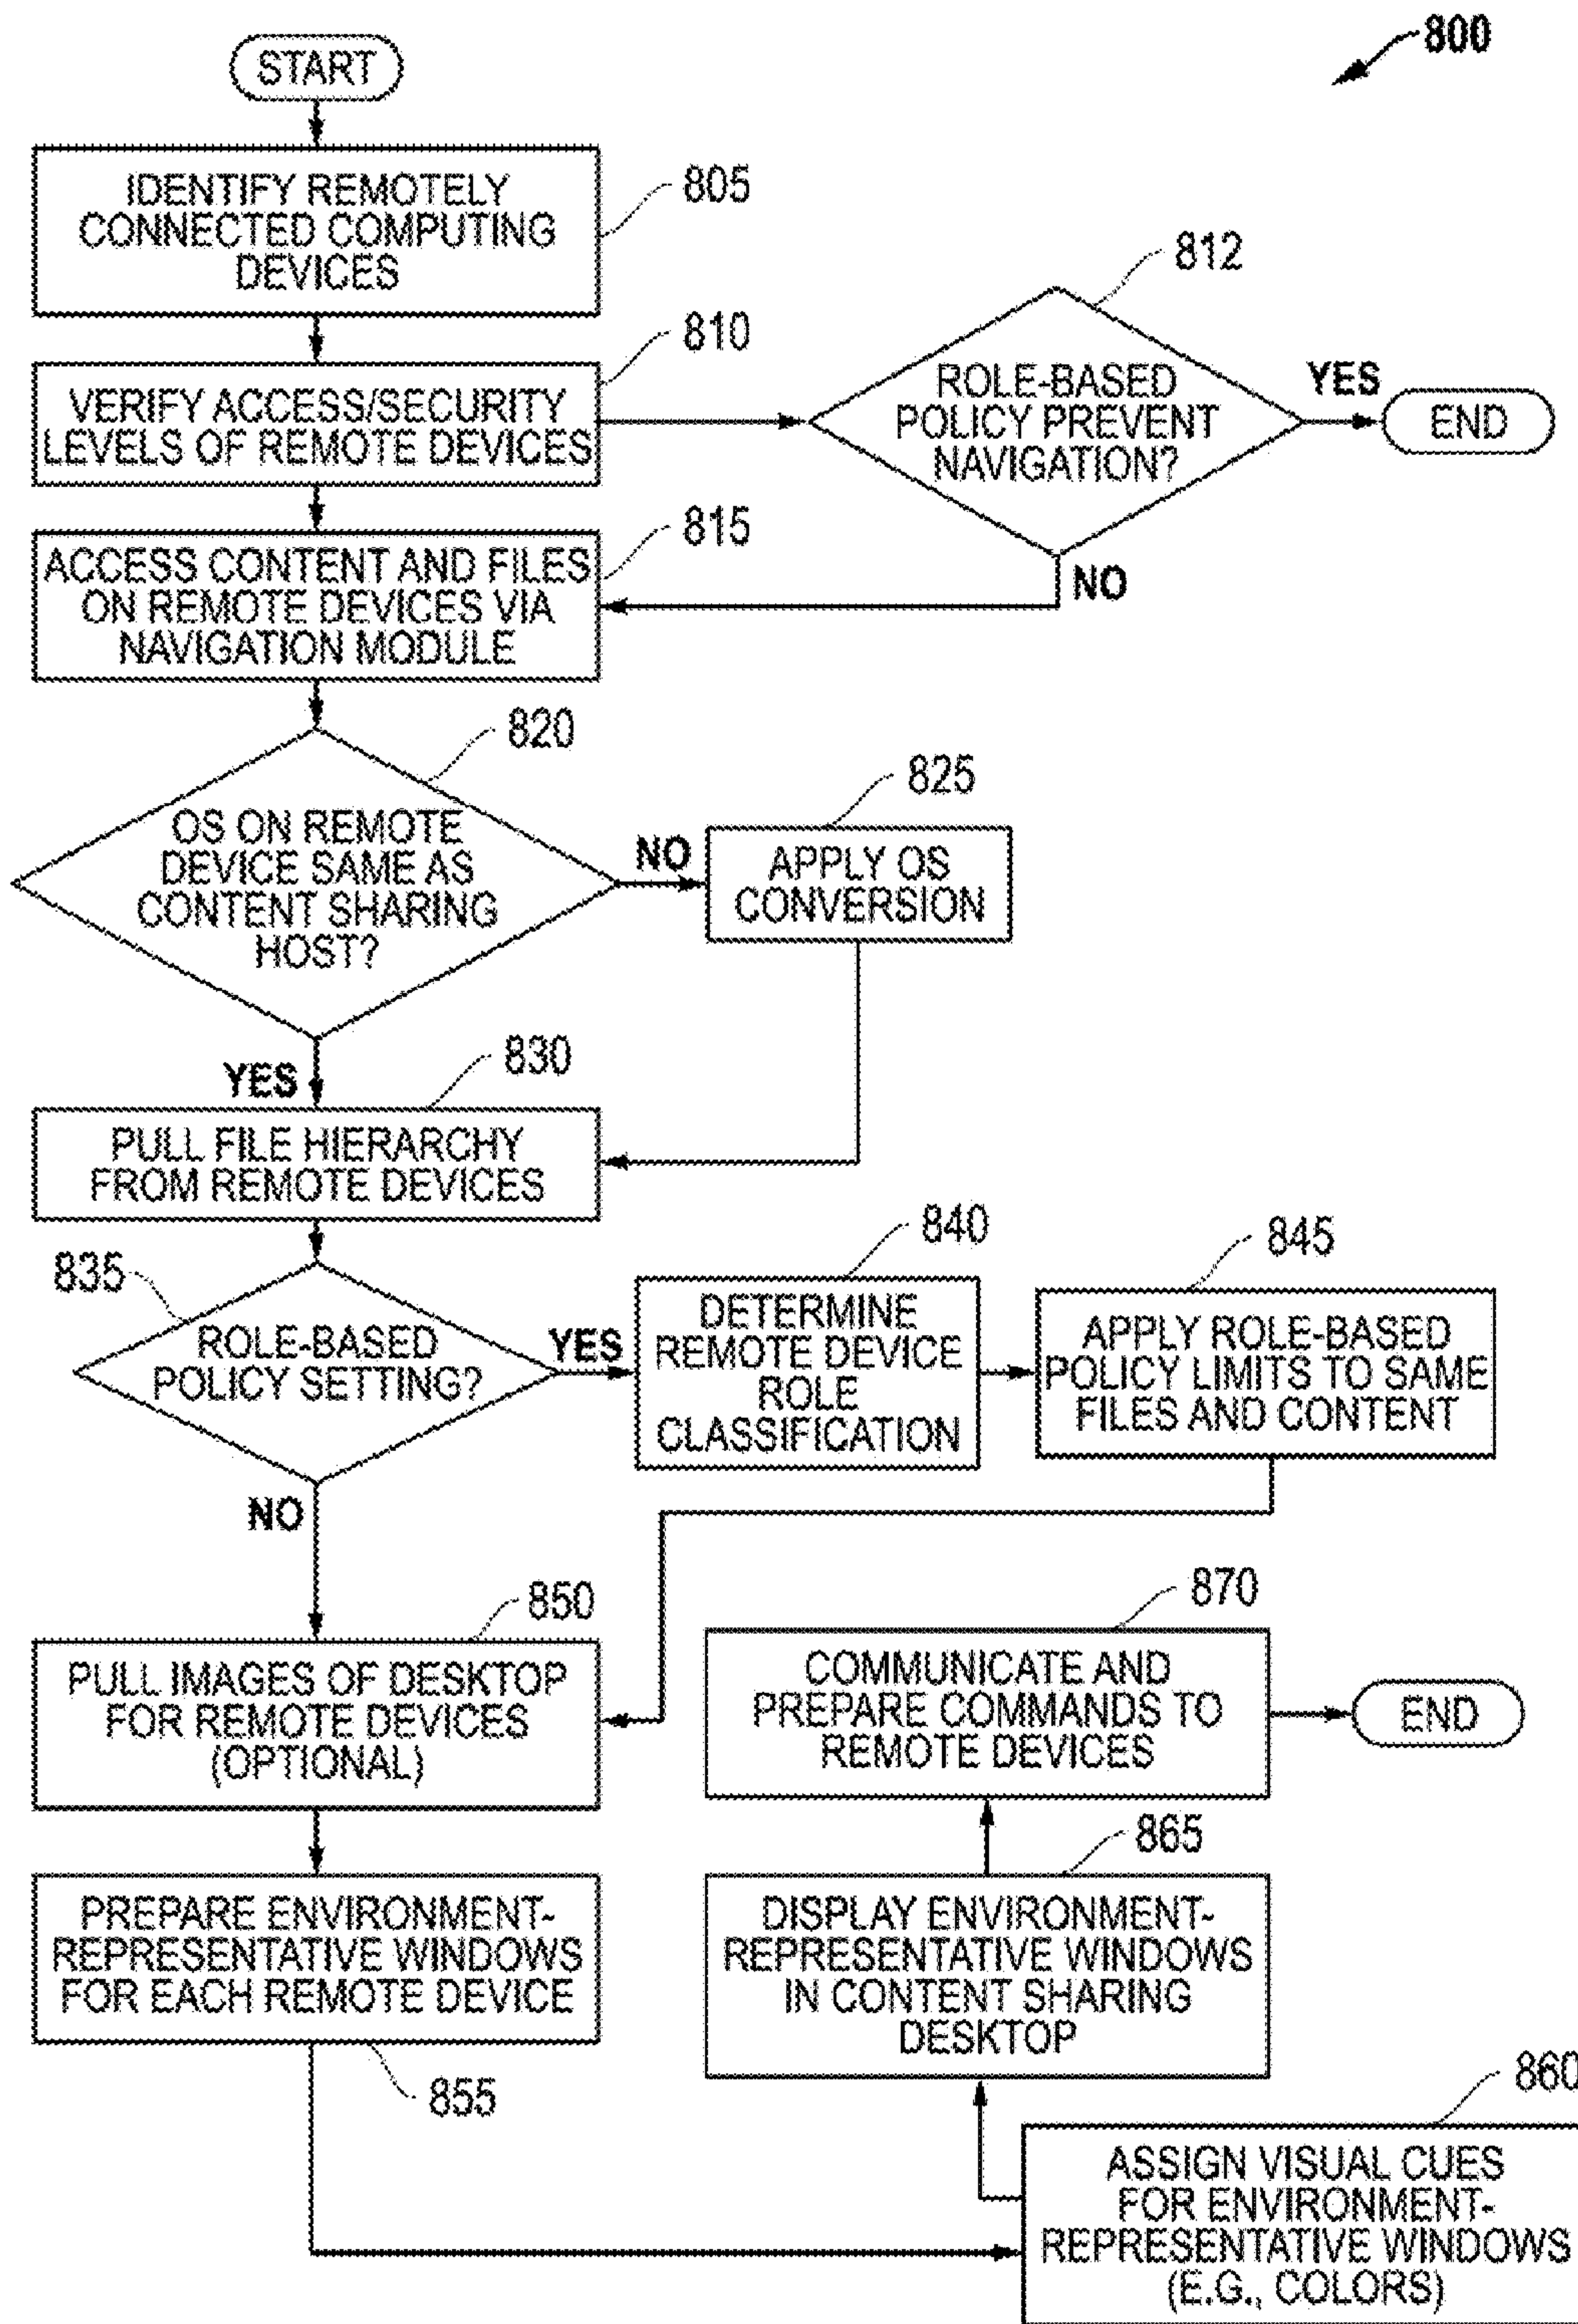 800
START
IDENTIFY REMOTELY
CONNECTED COMPUTING
DEVICES
805
810
VERIFY ACCESS/SECURITY
LEVELS OF REMOTE DEVICES
812
ROLE-BASED
POLICY PREVENT
NAVIGATION?
YES
END
NO
815
ACCESS CONTENT AND FILES
ON REMOTE DEVICES VIA
NAVIGATION MODULE
820
OS ON REMOTE
DEVICE SAME AS
CONTENT SHARING
HOST?
NO
825
APPLY OS
CONVERSION
YES
830
PULL FILE HIERARCHY
FROM REMOTE DEVICES
835
ROLE-BASED
POLICY SETTING?
YES
840
DETERMINE
REMOTE DEVICE
ROLE
CLASSIFICATION
845
APPLY ROLE-BASED
POLICY LIMITS TO SAME
FILES AND CONTENT
NO
850
PULL IMAGES OF DESKTOP
FOR REMOTE DEVICES
(OPTIONAL)
PREPARE ENVIRONMENT-
REPRESENTATIVE WINDOWS
FOR EACH REMOTE DEVICE
855
860
ASSIGN VISUAL CUES
FOR ENVIRONMENT-
REPRESENTATIVE WINDOWS
(E.G., COLORS)
865
DISPLAY ENVIRONMENT-
REPRESENTATIVE WINDOWS
IN CONTENT SHARING
DESKTOP
870
COMMUNICATE AND
PREPARE COMMANDS TO
REMOTE DEVICES
END